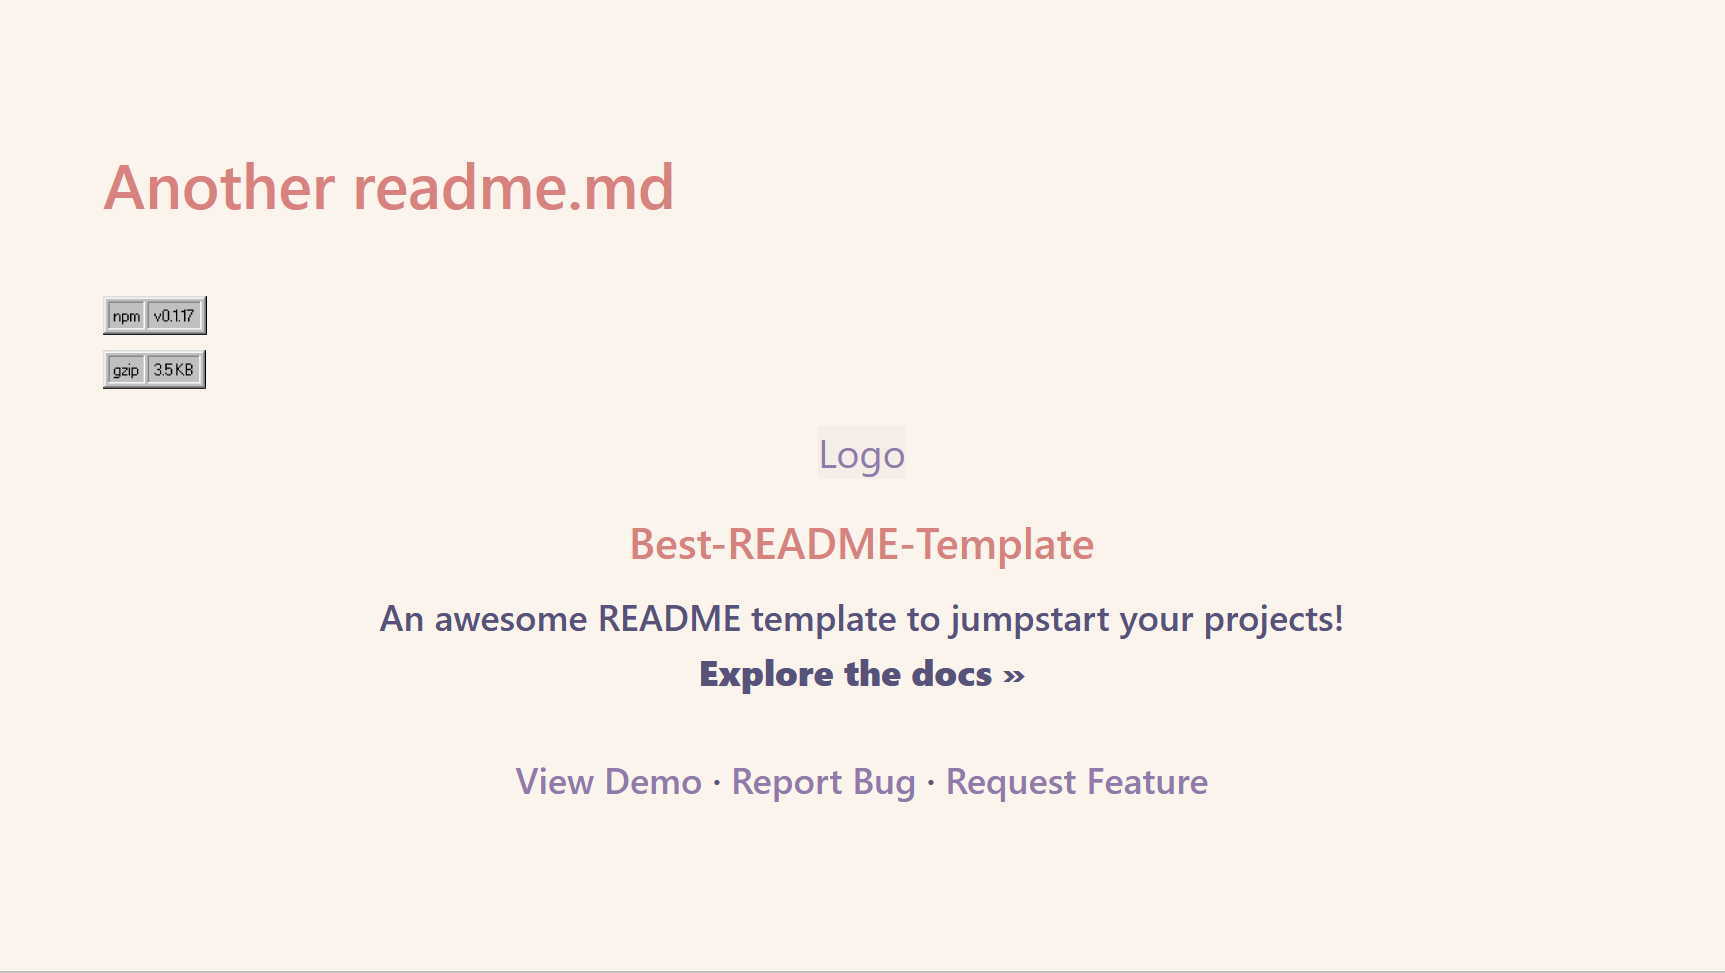 Another readme.md
npm v0.1.17
gzip 3.5 KB
Logo
Best-README-Template
An awesome README template to jumpstart your projects!
Explore the docs »
View Demo · Report Bug · Request Feature